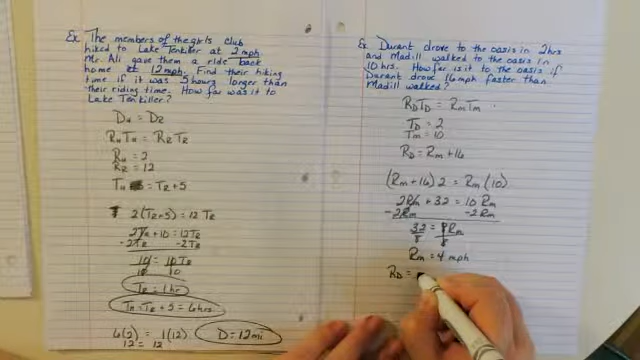 Ex. The members of the girls club
hiked to Lake Tenkiller at 2 mph.
Mr. Ali gave them a ride back
home at 12 mph. Find their hiking
time if it was 5 hours longer than
their riding time. How far was it to
Lake Tenkiller?
DH = DR
RH TH = RR TR
RH = 2
RR = 12
TH = TR + 5
2(TR+5) = 12 TR
2TR + 10 = 12TR
-2TR -2TR
10 = 10TR
10 10
TR = 1 hr
TH = TR + 5 = 6 hrs
6(2) = 1(12)
12 = 12
D = 12 mi
Ex. Durant drove to the oasis in 2 hrs
and Madill walked to the oasis in
10 hrs. How far is it to the oasis if
Durant drove 16 mph faster than
Madill walked?
RD TD = RM TM
TD = 2
TM = 10
RD = RM + 16
(RM + 16) 2 = RM (10)
2RM + 32 = 10 RM
-2RM -2RM
32 = 8RM
8 8
RM = 4 mph
RD =